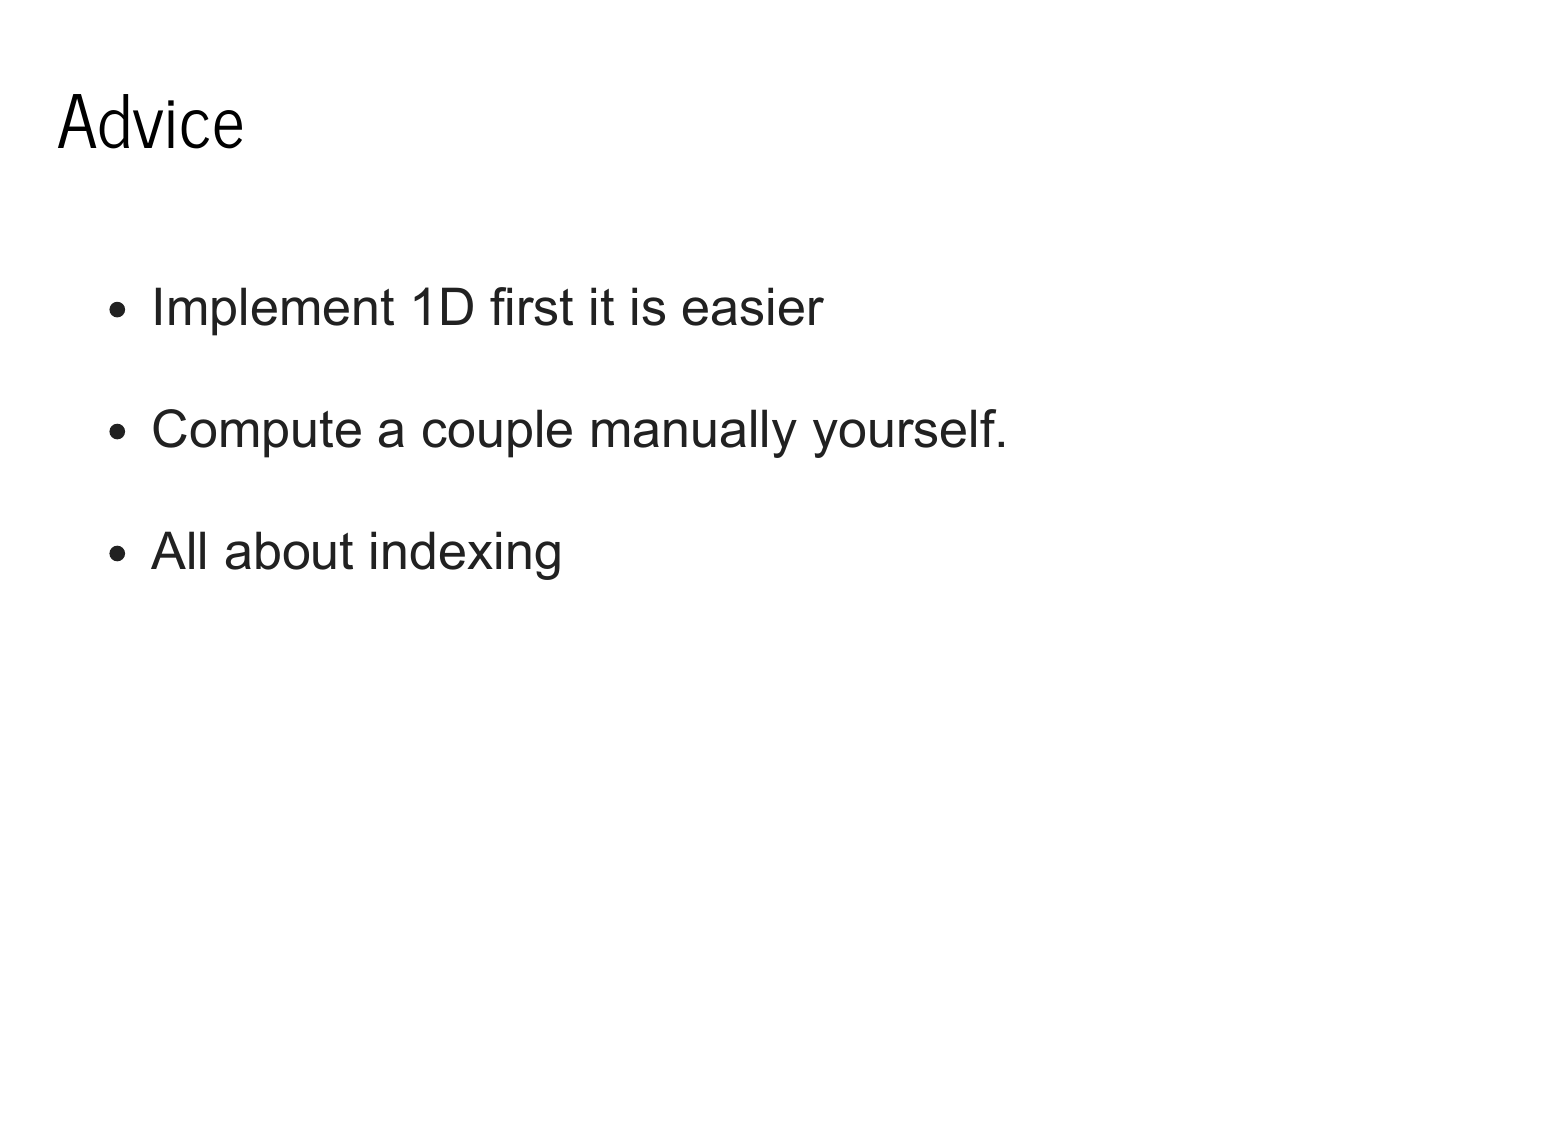 Advice
• Implement 1D first it is easier
• Compute a couple manually yourself.
• All about indexing